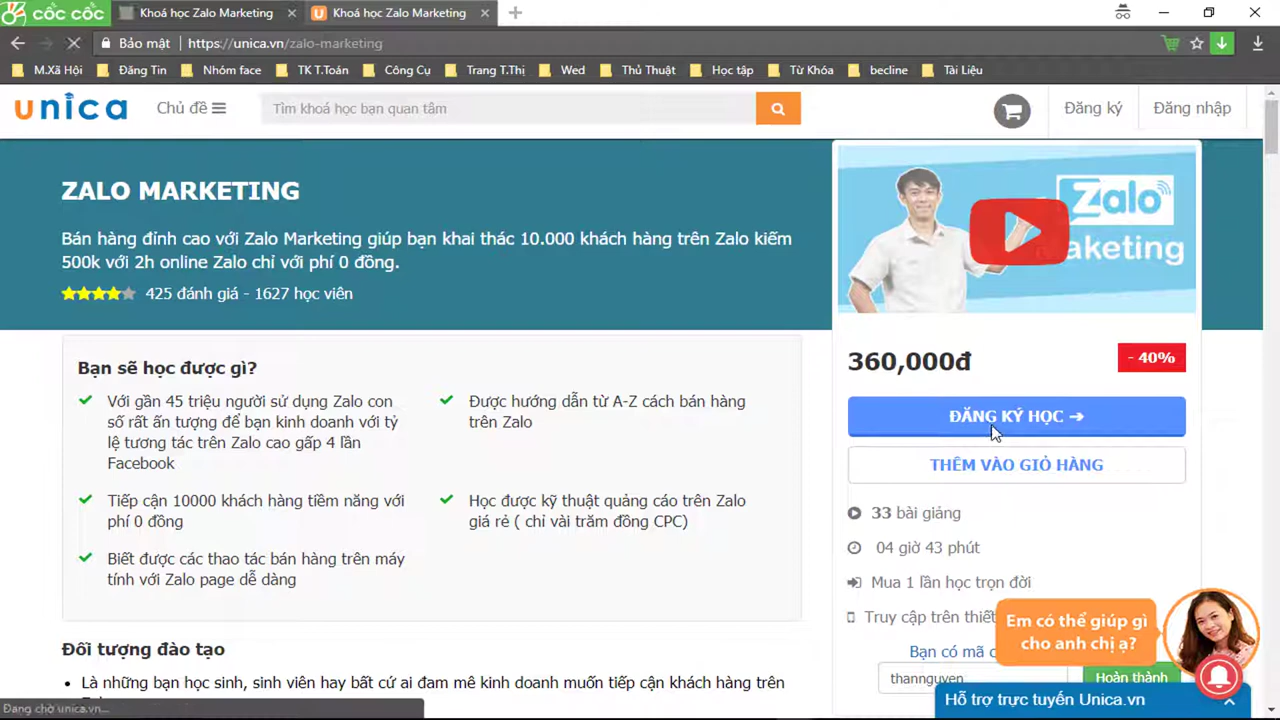 CỐC CỐC
Khoá học Zalo Marketing
Khoá học Zalo Marketing
Bảo mật
https://unica.vn/zalo-marketing
M.Xã Hội
Đăng Tin
Nhóm face
TK T.Toán
Công Cụ
Trang T.Thị
Wed
Thủ Thuật
Học tập
Từ Khóa
becline
Tài Liệu
unica
Chủ đề
Tìm khoá học bạn quan tâm
Đăng ký
Đăng nhập
ZALO MARKETING
Bán hàng đỉnh cao với Zalo Marketing giúp bạn khai thác 10.000 khách hàng trên Zalo kiếm
500k với 2h online Zalo chỉ với phí 0 đồng.
425 đánh giá - 1627 học viên
Zalo
marketing
360,000đ
- 40%
ĐĂNG KÝ HỌC ➔
THÊM VÀO GIỎ HÀNG
33 bài giảng
04 giờ 43 phút
Mua 1 lần học trọn đời
Truy cập trên thiết
Bạn có mã
thannguyen
Hoàn thành
Em có thể giúp gì
cho anh chị ạ?
Hỗ trợ trực tuyến Unica.vn
Bạn sẽ học được gì?
Với gần 45 triệu người sử dụng Zalo con
số rất ấn tượng để bạn kinh doanh với tỷ
lệ tương tác trên Zalo cao gấp 4 lần
Facebook
Được hướng dẫn từ A-Z cách bán hàng
trên Zalo
Tiếp cận 10000 khách hàng tiềm năng với
phí 0 đồng
Học được kỹ thuật quảng cáo trên Zalo
giá rẻ ( chỉ vài trăm đồng CPC)
Biết được các thao tác bán hàng trên máy
tính với Zalo page dễ dàng
Đối tượng đào tạo
Là những bạn học sinh, sinh viên hay bất cứ ai đam mê kinh doanh muốn tiếp cận khách hàng trên
Đang chờ unica.vn...